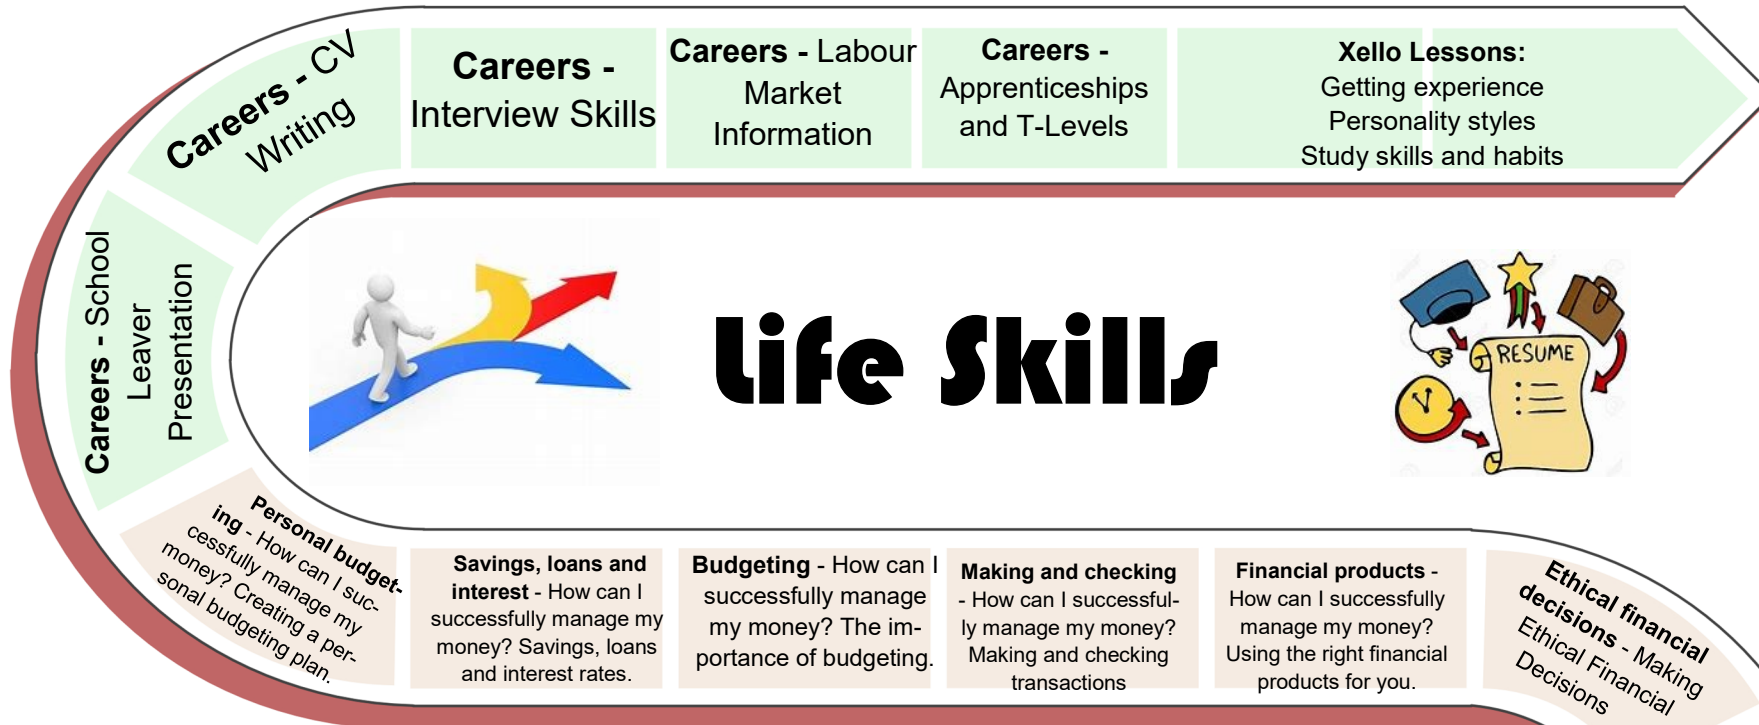 Careers - CV
Writing
Careers -
Interview Skills
Careers - Labour
Market
Information
Careers -
Apprenticeships
and T-Levels
Xello Lessons:
Getting experience
Personality styles
Study skills and habits
Careers - School
Leaver
Presentation
Life Skills
RESUME
Personal budget-
ing - How can I suc-
cessfully manage my
money? Creating a per-
sonal budgeting plan.
Savings, loans and
interest - How can I
successfully manage my
money? Savings, loans
and interest rates.
Budgeting - How can I
successfully manage
my money? The im-
portance of budgeting.
Making and checking
- How can I successful-
ly manage my money?
Making and checking
transactions
Financial products -
How can I successfully
manage my money?
Using the right financial
products for you.
Ethical financial
decisions - Making
Ethical Financial
Decisions